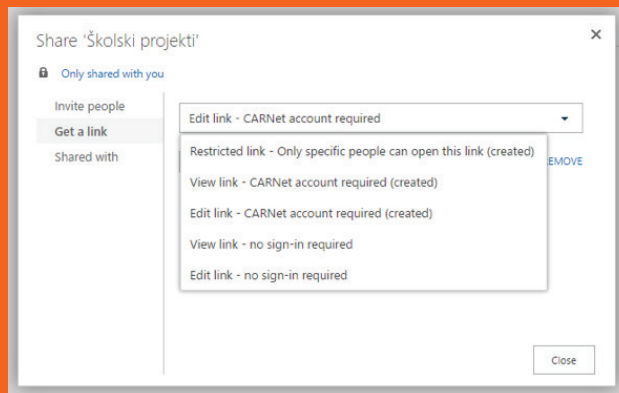 Share 'Školski projekti'
Only shared with you
Invite people
Get a link
Shared with
Edit link - CARNet account required
Restricted link - Only specific people can open this link (created)
View link - CARNet account required (created)
Edit link - CARNet account required (created)
View link - no sign-in required
Edit link - no sign-in required
Close